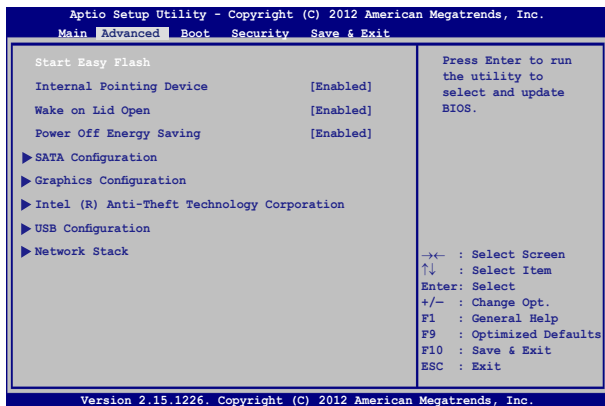 Aptio Setup Utility - Copyright (C) 2012 American Megatrends, Inc.
Main Advanced Boot Security Save & Exit
Start Easy Flash
Internal Pointing Device [Enabled]
Wake on Lid Open [Enabled]
Power Off Energy Saving [Enabled]
SATA Configuration
Graphics Configuration
Intel (R) Anti-Theft Technology Corporation
USB Configuration
Network Stack
Press Enter to run
the utility to
select and update
BIOS.
→← : Select Screen
↑↓ : Select Item
Enter: Select
+/— : Change Opt.
F1 : General Help
F9 : Optimized Defaults
F10 : Save & Exit
ESC : Exit
Version 2.15.1226. Copyright (C) 2012 American Megatrends, Inc.